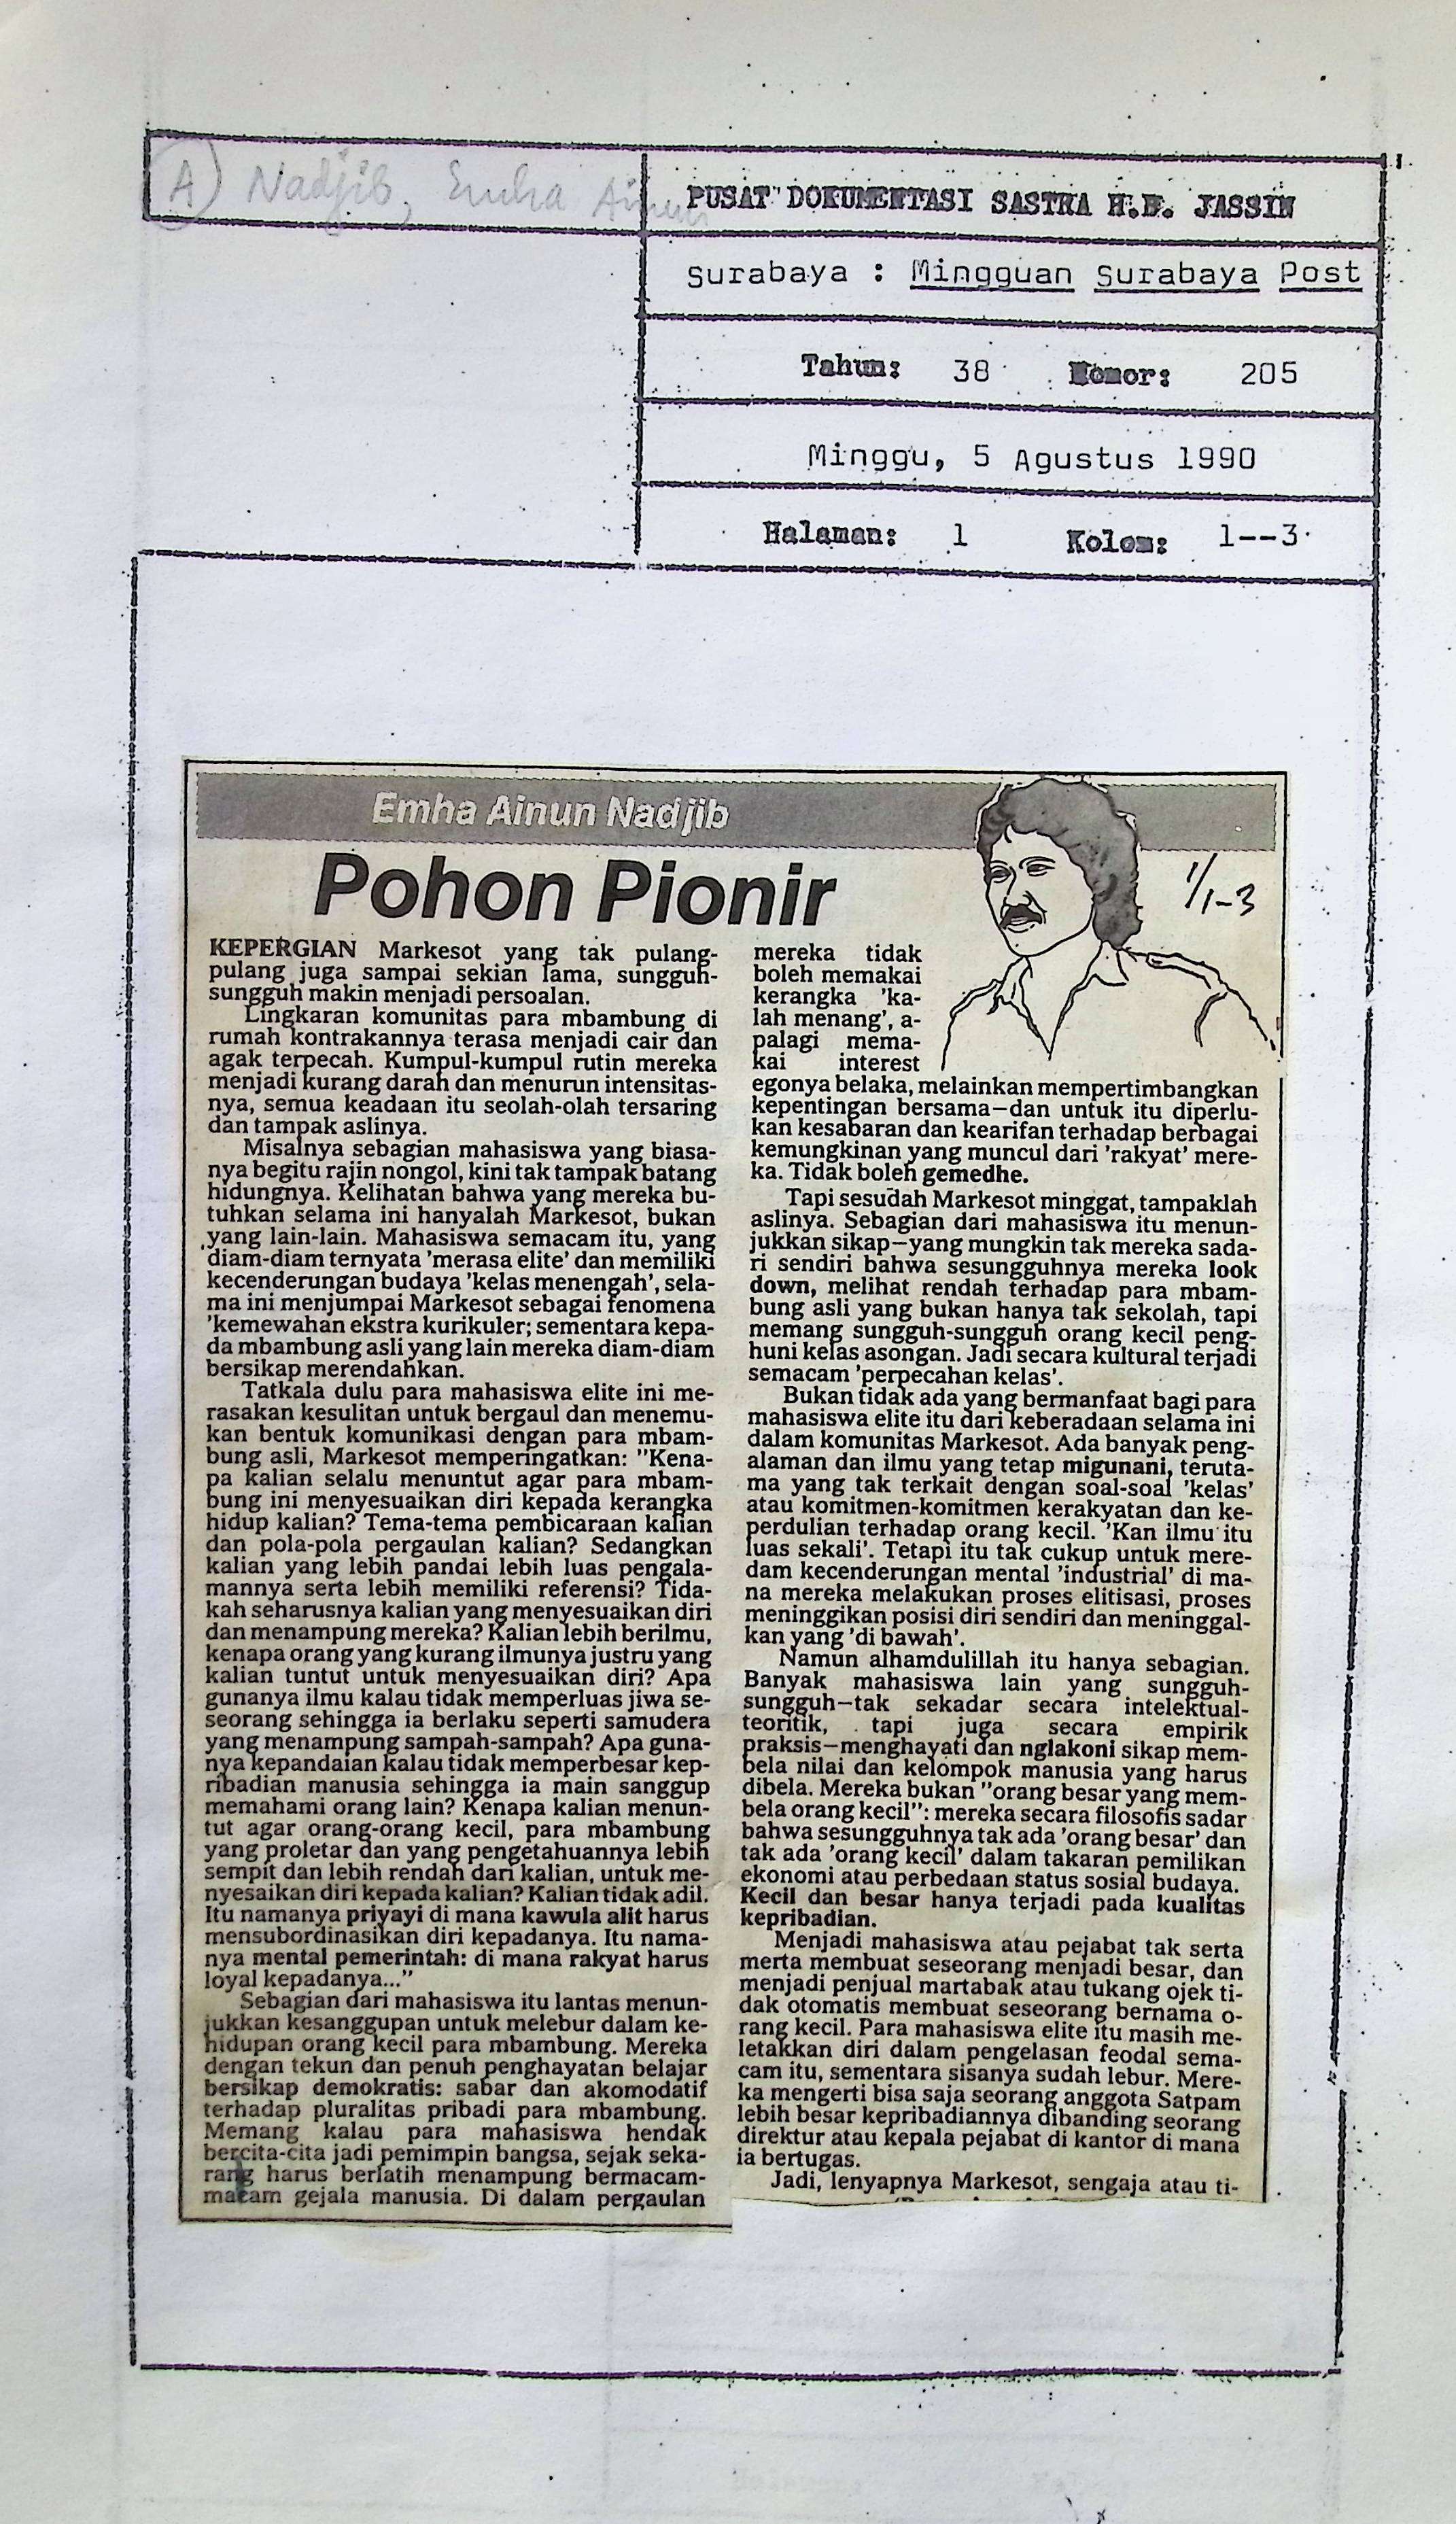 A) Nadjib, Emha Ainun
PUSAT DOKUMENTASI SASTRA H.B. JASSIN
Surabaya : Mingguan Surabaya Post
Tahun: 38 Nomor: 205
Minggu, 5 Agustus 1990
Halaman: 1 Kolom: 1--3
Emha Ainun Nadjib
Pohon Pionir
1/1-3
KEPERGIAN Markesot yang tak pulang-
pulang juga sampai sekian lama, sungguh-
sungguh makin menjadi persoalan.
Lingkaran komunitas para mbambung di
rumah kontrakannya terasa menjadi cair dan
agak terpecah. Kumpul-kumpul rutin mereka
menjadi kurang darah dan menurun intensitas-
nya, semua keadaan itu seolah-olah tersaring
dan tampak aslinya.
Misalnya sebagian mahasiswa yang biasa-
nya begitu rajin nongol, kini tak tampak batang
hidungnya. Kelihatan bahwa yang mereka bu-
tuhkan selama ini hanyalah Markesot, bukan
yang lain-lain. Mahasiswa semacam itu, yang
diam-diam ternyata 'merasa elite' dan memiliki
kecenderungan budaya 'kelas menengah', sela-
ma ini menjumpai Markesot sebagai fenomena
'kemewahan ekstra kurikuler; sementara kepa-
da mbambung asli yang lain mereka diam-diam
bersikap merendahkan.
Tatkala dulu para mahasiswa elite ini me-
rasakan kesulitan untuk bergaul dan menemu-
kan bentuk komunikasi dengan para mbam-
bung asli, Markesot memperingatkan: "Kena-
pa kalian selalu menuntut agar para mbam-
bung ini menyesuaikan diri kepada kerangka
hidup kalian? Tema-tema pembicaraan kalian
dan pola-pola pergaulan kalian? Sedangkan
kalian yang lebih pandai lebih luas pengala-
mannya serta lebih memiliki referensi? Tida-
kah seharusnya kalian yang menyesuaikan diri
dan menampung mereka? Kalian lebih berilmu,
kenapa orang yang kurang ilmunya justru yang
kalian tuntut untuk menyesuaikan diri? Apa
gunanya ilmu kalau tidak memperluas jiwa se-
seorang sehingga ia berlaku seperti samudera
yang menampung sampah-sampah? Apa guna-
nya kepandaian kalau tidak memperbesar kep-
ribadian manusia sehingga ia main sanggup
memahami orang lain? Kenapa kalian menun-
tut agar orang-orang kecil, para mbambung
yang proletar dan yang pengetahuannya lebih
sempit dan lebih rendah dari kalian, untuk me-
nyesaikan diri kepada kalian? Kalian tidak adil.
Itu namanya priyayi di mana kawula alit harus
mensubordinasikan diri kepadanya. Itu nama-
nya mental pemerintah: di mana rakyat harus
loyal kepadanya..."
Sebagian dari mahasiswa itu lantas menun-
jukkan kesanggupan untuk melebur dalam ke-
hidupan orang kecil para mbambung. Mereka
dengan tekun dan penuh penghayatan belajar
bersikap demokratis: sabar dan akomodatif
terhadap pluralitas pribadi para mbambung.
Memang kalau para mahasiswa hendak
bercita-cita jadi pemimpin bangsa, sejak seka-
rang harus berlatih menampung bermacam-
macam gejala manusia. Di dalam pergaulan
mereka tidak
boleh memakai
kerangka 'ka-
lah menang', a-
palagi mema-
kai interest
egonya belaka, melainkan mempertimbangkan
kepentingan bersama—dan untuk itu diperlu-
kan kesabaran dan kearifan terhadap berbagai
kemungkinan yang muncul dari 'rakyat' mere-
ka. Tidak boleh gemedhe.
Tapi sesudah Markesot minggat, tampaklah
aslinya. Sebagian dari mahasiswa itu menun-
jukkan sikap—yang mungkin tak mereka sada-
ri sendiri bahwa sesungguhnya mereka look
down, melihat rendah terhadap para mbam-
bung asli yang bukan hanya tak sekolah, tapi
memang sungguh-sungguh orang kecil peng-
huni kelas asongan. Jadi secara kultural terjadi
semacam 'perpecahan kelas'.
Bukan tidak ada yang bermanfaat bagi para
mahasiswa elite itu dari keberadaan selama ini
dalam komunitas Markesot. Ada banyak peng-
alaman dan ilmu yang tetap migunani, teruta-
ma yang tak terkait dengan soal-soal 'kelas'
atau komitmen-komitmen kerakyatan dan ke-
perdulian terhadap orang kecil. 'Kan ilmu itu
luas sekali'. Tetapi itu tak cukup untuk mere-
dam kecenderungan mental 'industrial' di ma-
na mereka melakukan proses elitisasi, proses
meninggikan posisi diri sendiri dan meninggal-
kan yang 'di bawah'.
Namun alhamdulillah itu hanya sebagian.
Banyak mahasiswa lain yang sungguh-
sungguh—tak sekadar secara intelektual-
teoritik, tapi juga secara empirik
praksis—menghayati dan nglakoni sikap mem-
bela nilai dan kelompok manusia yang harus
dibela. Mereka bukan "orang besar yang mem-
bela orang kecil": mereka secara filosofis sadar
bahwa sesungguhnya tak ada 'orang besar' dan
tak ada 'orang kecil' dalam takaran pemilikan
ekonomi atau perbedaan status sosial budaya.
Kecil dan besar hanya terjadi pada kualitas
kepribadian.
Menjadi mahasiswa atau pejabat tak serta
merta membuat seseorang menjadi besar, dan
menjadi penjual martabak atau tukang ojek ti-
dak otomatis membuat seseorang bernama o-
rang kecil. Para mahasiswa elite itu masih me-
letakkan diri dalam pengelasan feodal sema-
cam itu, sementara sisanya sudah lebur. Mere-
ka mengerti bisa saja seorang anggota Satpam
lebih besar kepribadiannya dibanding seorang
direktur atau kepala pejabat di kantor di mana
ia bertugas.
Jadi, lenyapnya Markesot, sengaja atau ti-